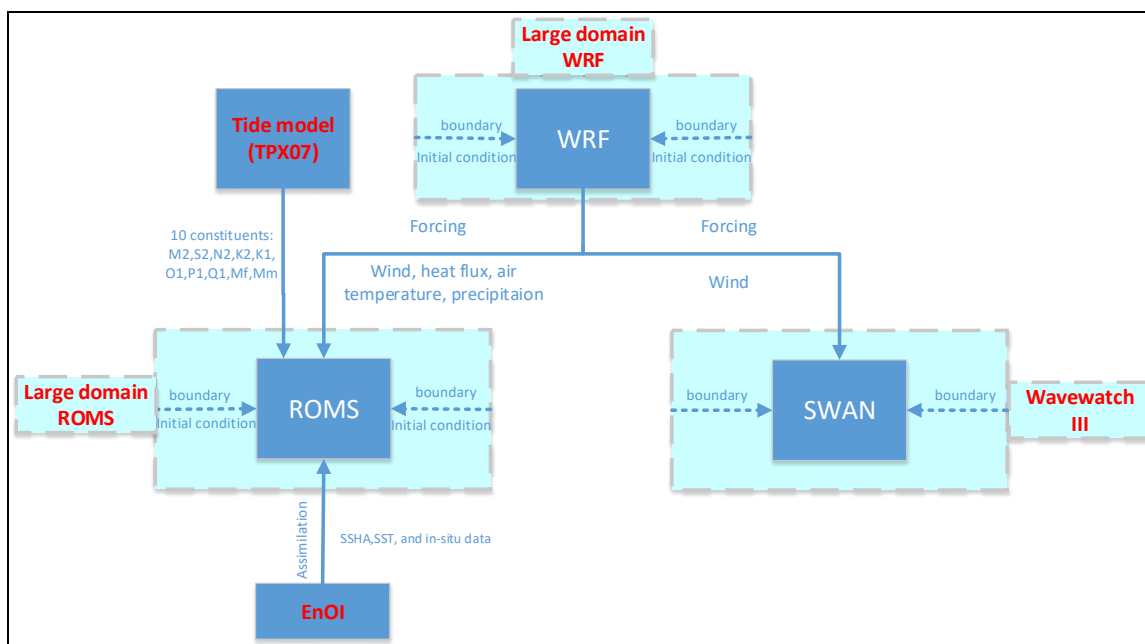 Large domain
WRF
boundary
Initial condition
WRF
boundary
Initial condition
Tide model
(TPX07)
Forcing
Forcing
10 constituents:
M2,S2,N2,K2,K1,
O1,P1,Q1,Mf,Mm
Wind, heat flux, air
temperature, precipitaion
Wind
Large domain
ROMS
boundary
Initial condition
ROMS
boundary
Initial condition
boundary
SWAN
boundary
Wavewatch
III
Assimilation
SSHA,SST, and in-situ data
EnOI